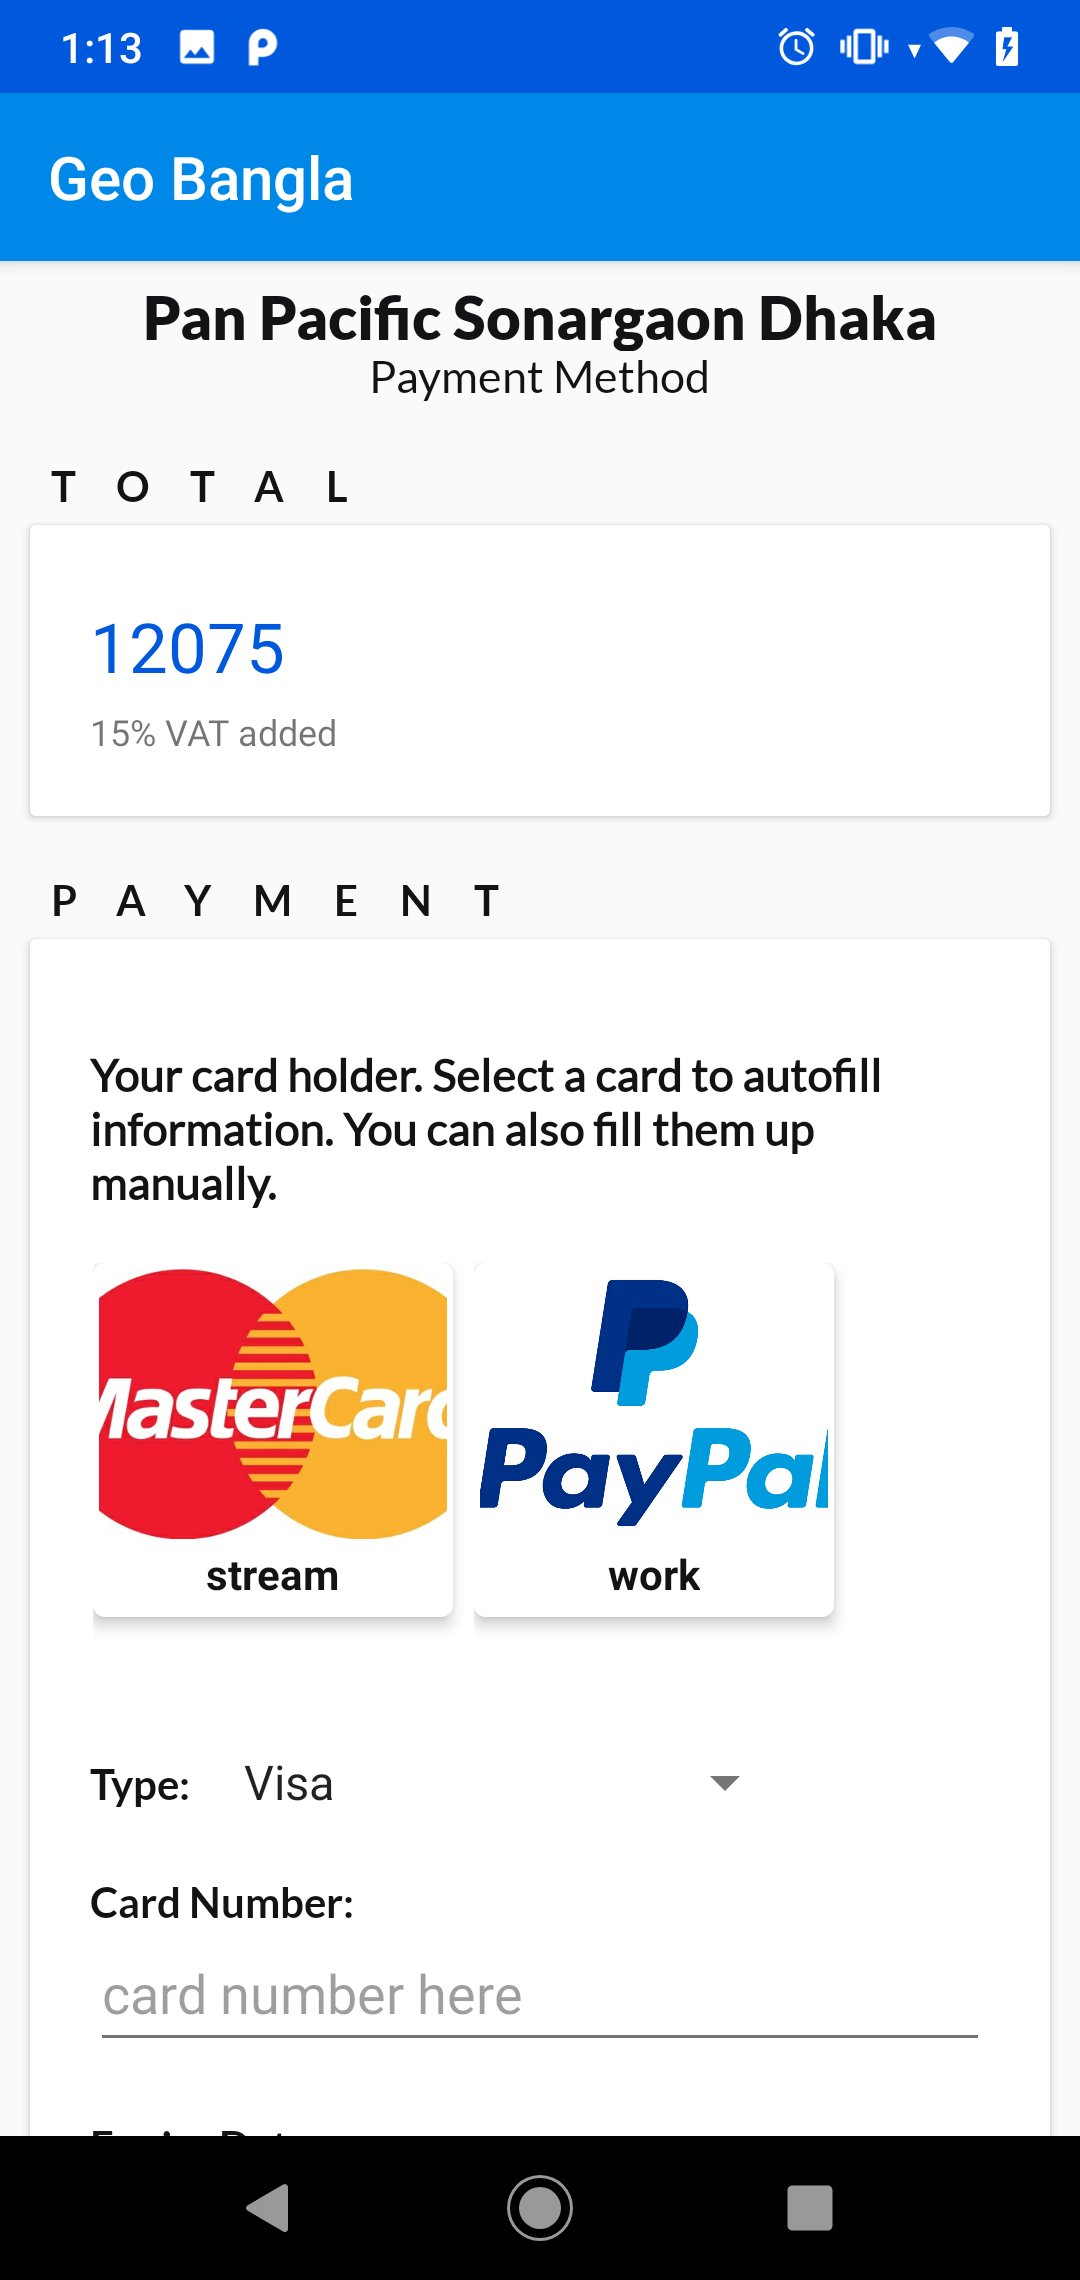 1:13
Geo Bangla
Pan Pacific Sonargaon Dhaka
Payment Method
T O T A L
12075
15% VAT added
P A Y M E N T
Your card holder. Select a card to autofill
information. You can also fill them up
manually.
MasterCard
PayPal
stream
work
Type: Visa
Card Number:
card number here